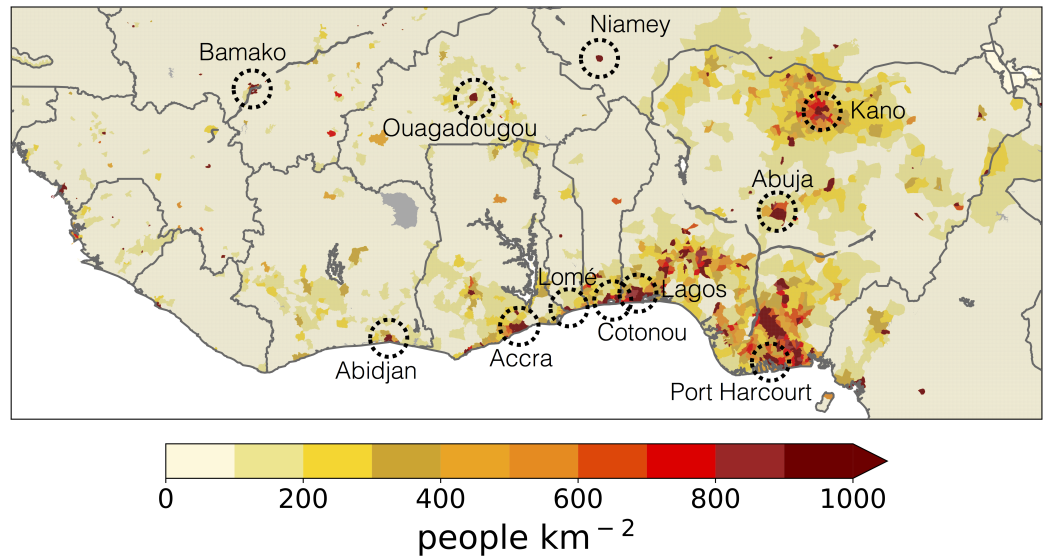 Niamey
Bamako
Kano
Ouagadougou
Abuja
Lomé
Lagos
Cotonou
Accra
Abidjan
Port Harcourt
0 200 400 600 800 1000
people km⁻²